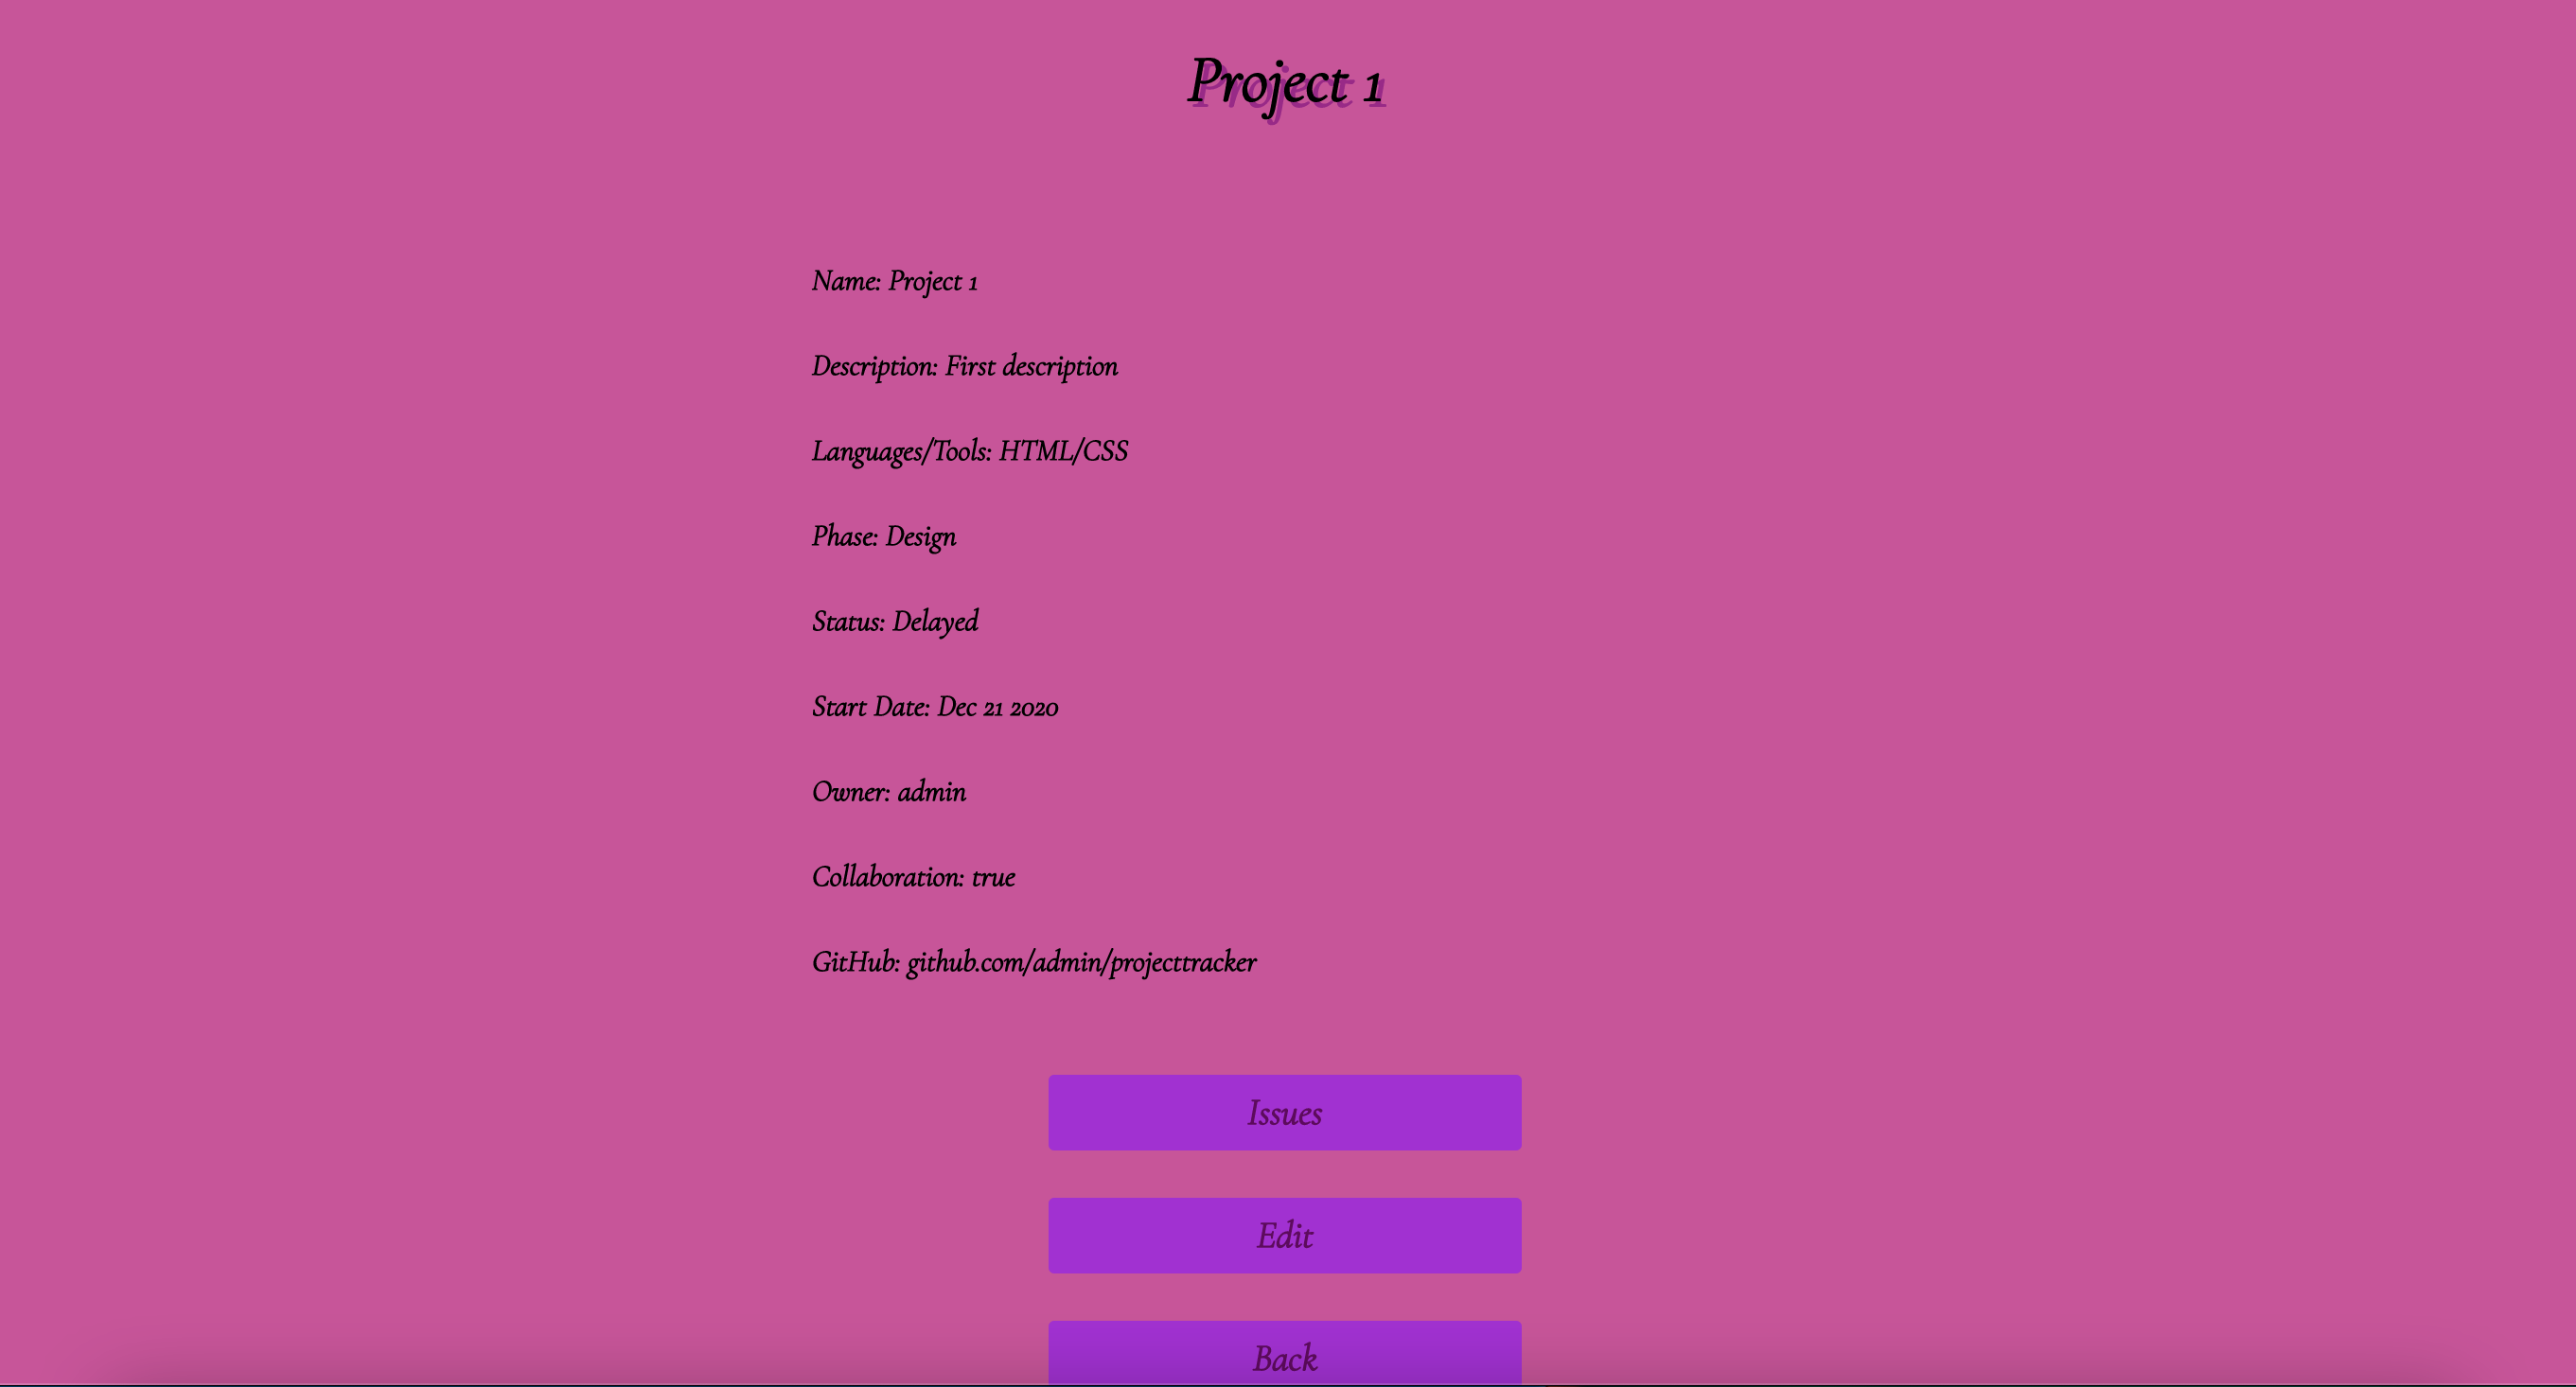 Project 1
Name: Project 1
Description: First description
Languages/Tools: HTML/CSS
Phase: Design
Status: Delayed
Start Date: Dec 21 2020
Owner: admin
Collaboration: true
GitHub: github.com/admin/projecttracker
Issues
Edit
Back